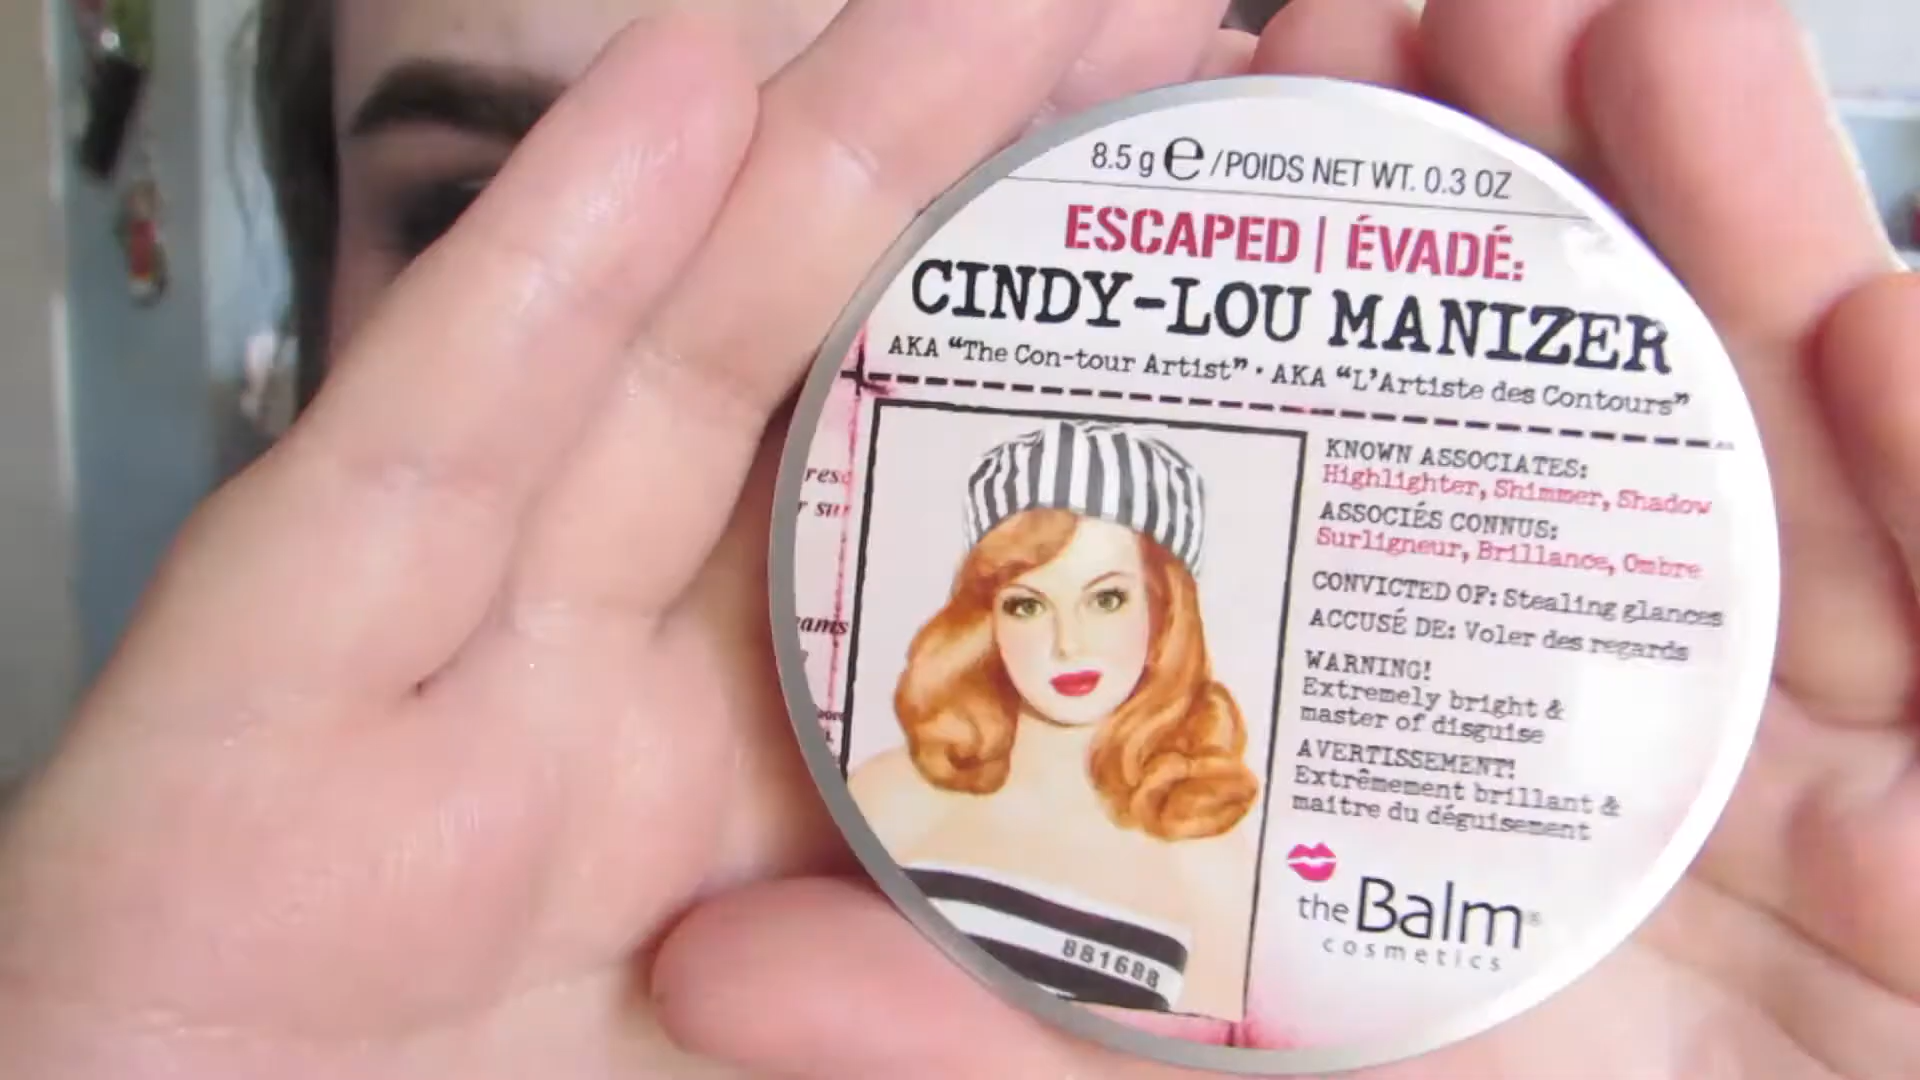 8.5 g e / POIDS NET WT. 0.3 OZ
ESCAPED | ÉVADÉ:
CINDY-LOU MANIZER
AKA “The Con-tour Artist” · AKA “L’Artiste des Contours”
KNOWN ASSOCIATES:
Highlighter, Shimmer, Shadow
ASSOCIÉS CONNUS:
Surligneur, Brillance, Ombre
CONVICTED OF: Stealing glances
ACCUSÉ DE: Voler des regards
WARNING!
Extremely bright &
master of disguise
AVERTISSEMENT!
Extrêmement brillant &
maitre du déguisement
the Balm®
cosmetics
881688